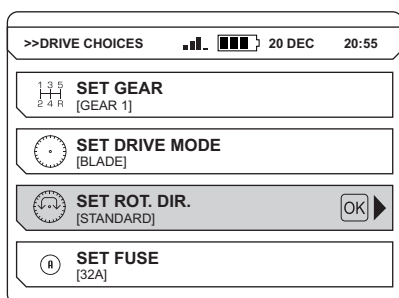 >>DRIVE CHOICES 20 DEC 20:55
1 3 5
2 4 R
SET GEAR
[GEAR 1]
SET DRIVE MODE
[BLADE]
SET ROT. DIR.
[STANDARD]
OK
SET FUSE
[32A]